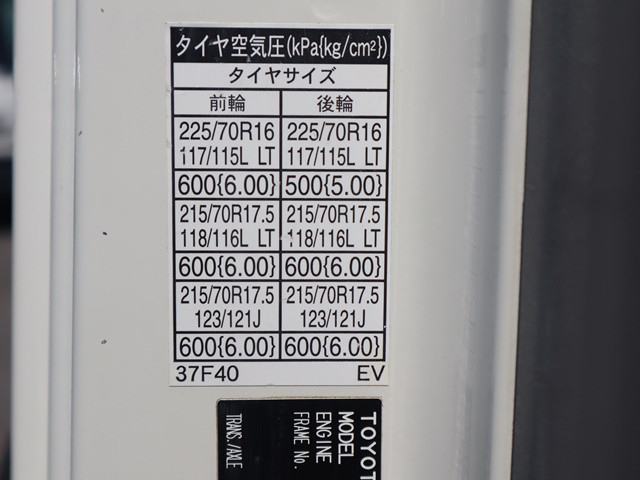 タイヤ空気圧(kPa{kg/cm²})
タイヤサイズ
前輪 後輪
225/70R16 225/70R16
117/115L LT 117/115L LT
600{6.00} 500{5.00}
215/70R17.5 215/70R17.5
118/116L LT 118/116L LT
600{6.00} 600{6.00}
215/70R17.5 215/70R17.5
123/121J 123/121J
600{6.00} 600{6.00}
37F40 EV
TOYOT
MODEL
ENGINE
FRAME No.
TRANS./AXLE